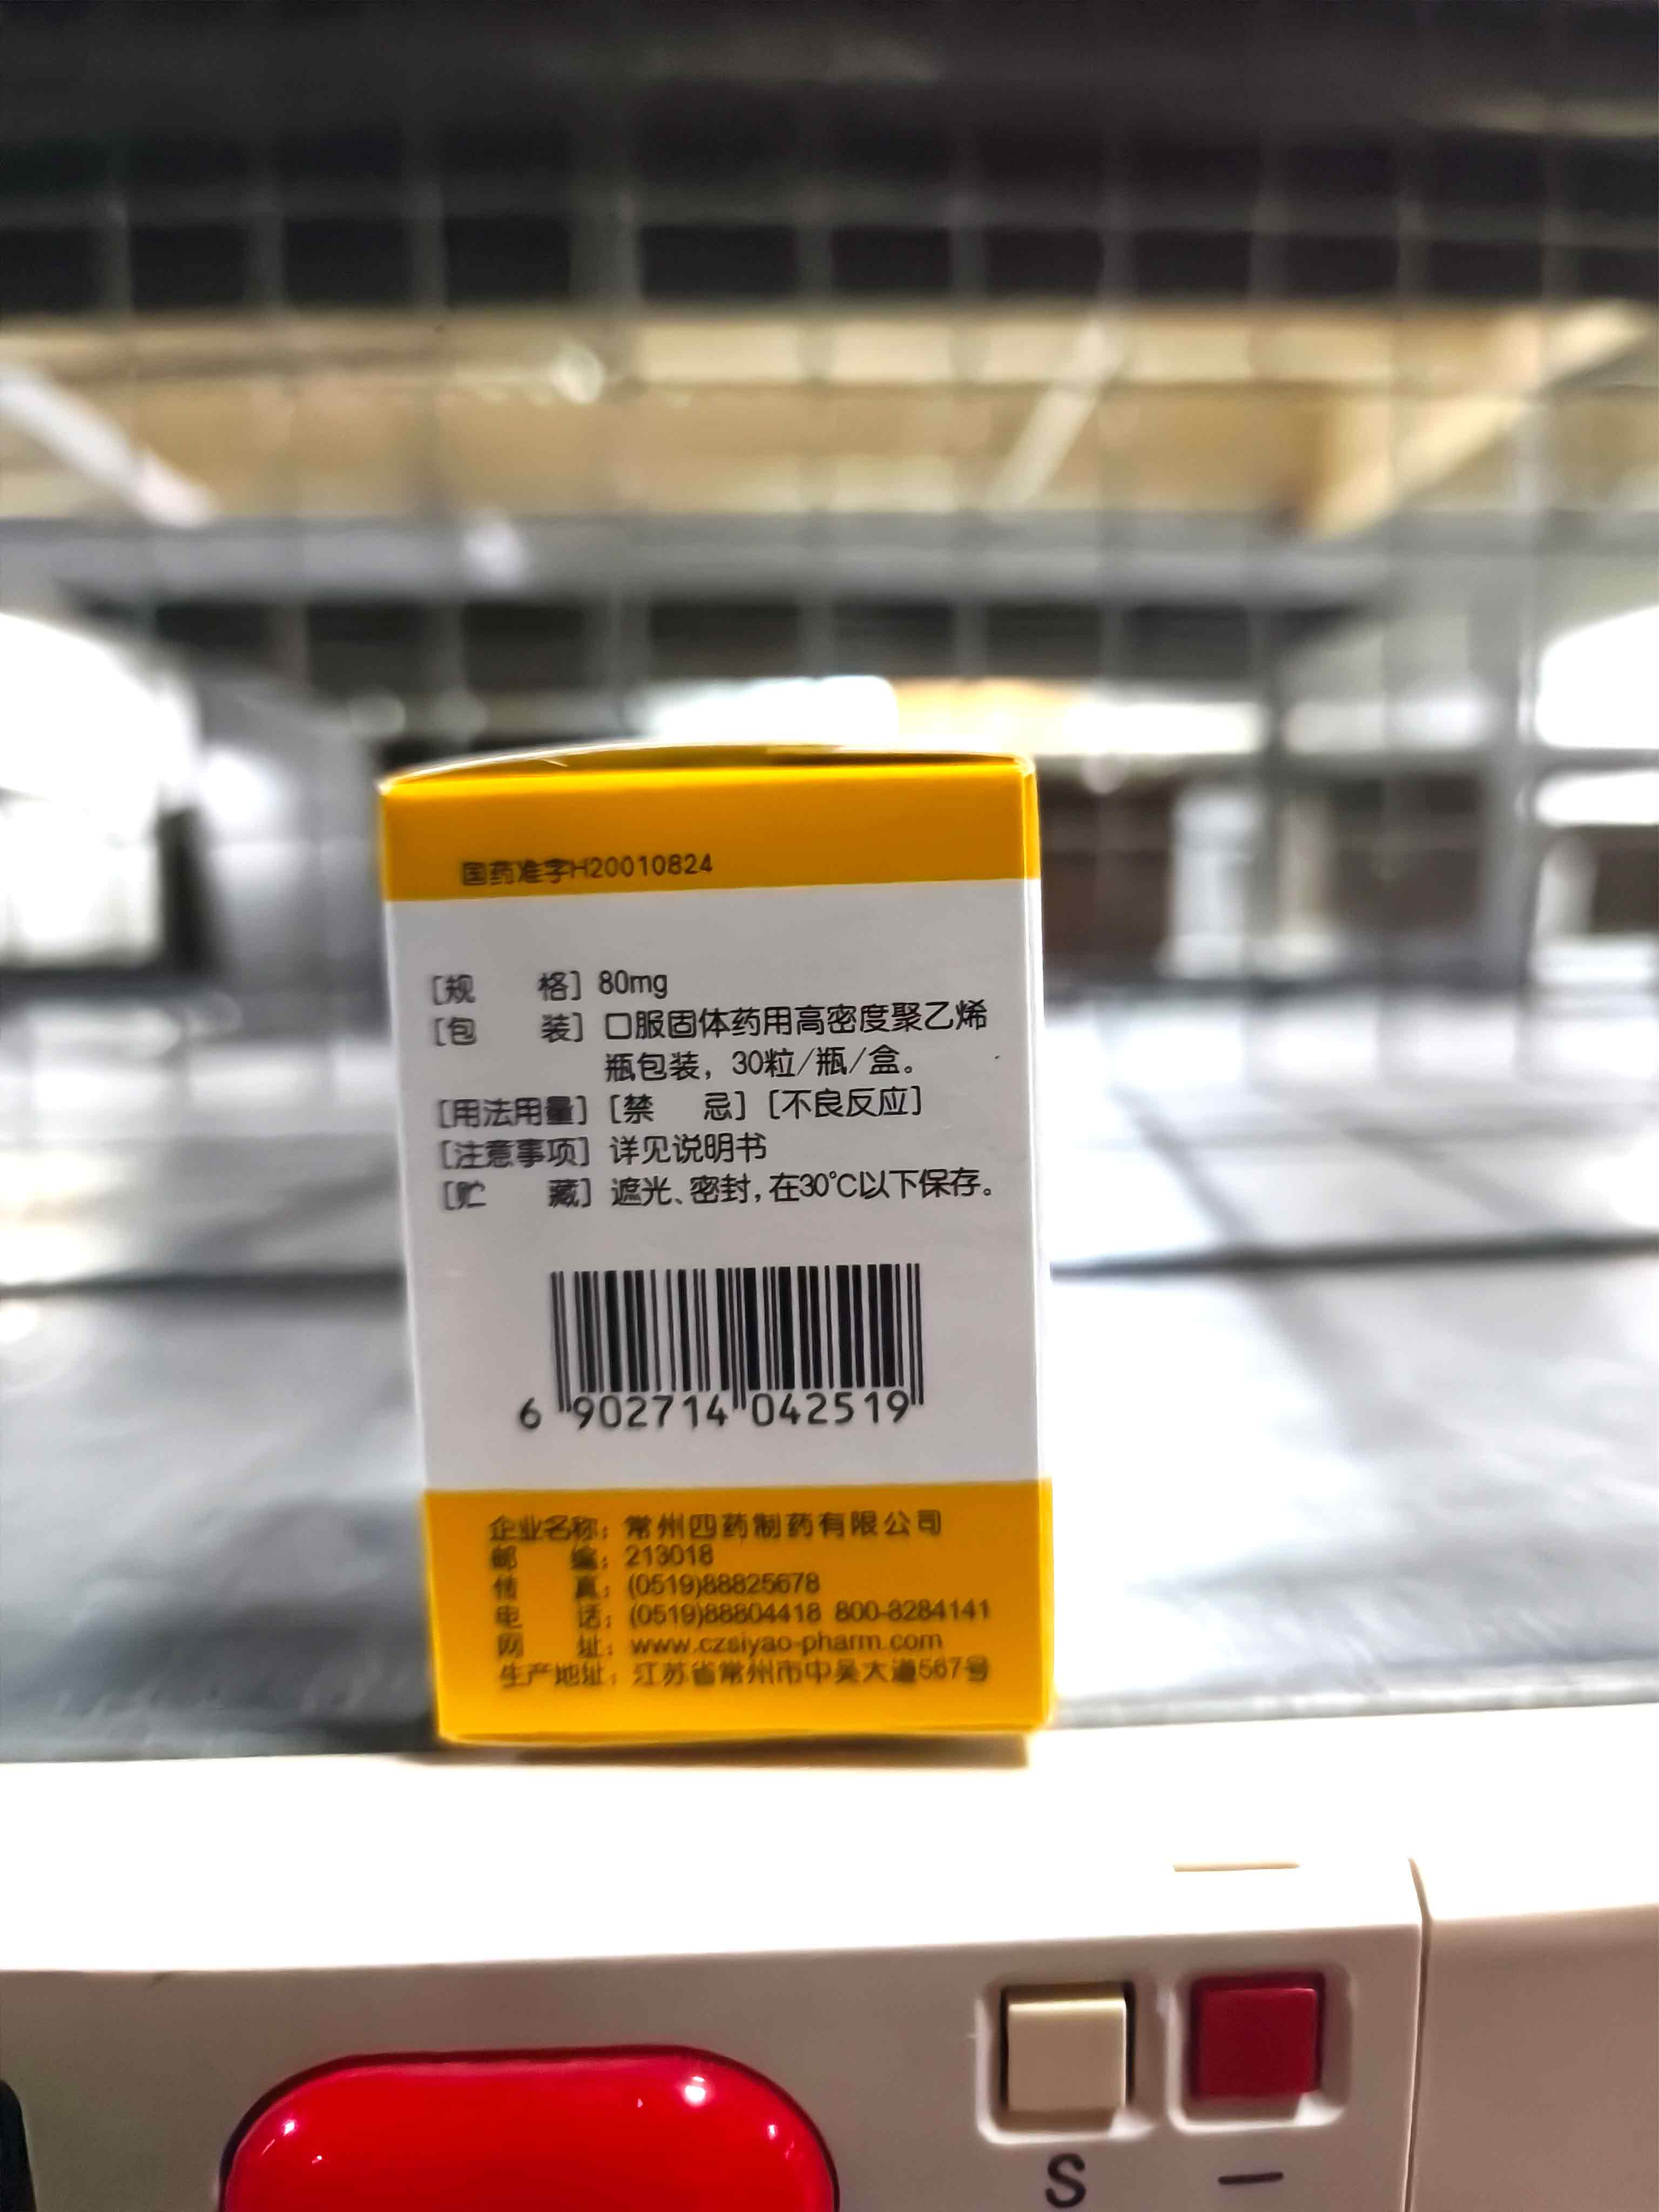 国药准字H20010824
[规 格] 80mg
[包 装] 口服固体药用高密度聚乙烯
瓶包装，30粒/瓶/盒。
[用法用量] [禁 忌] [不良反应]
[注意事项] 详见说明书
[贮 藏] 遮光、密封，在30℃以下保存。
6 902714 042519
企业名称：常州四药制药有限公司
邮 编：213018
传 真：(0519)88825678
电 话：(0519)88804418 800-8284141
网 址：www.czsiyao-pharm.com
生产地址：江苏省常州市中吴大道567号
S —